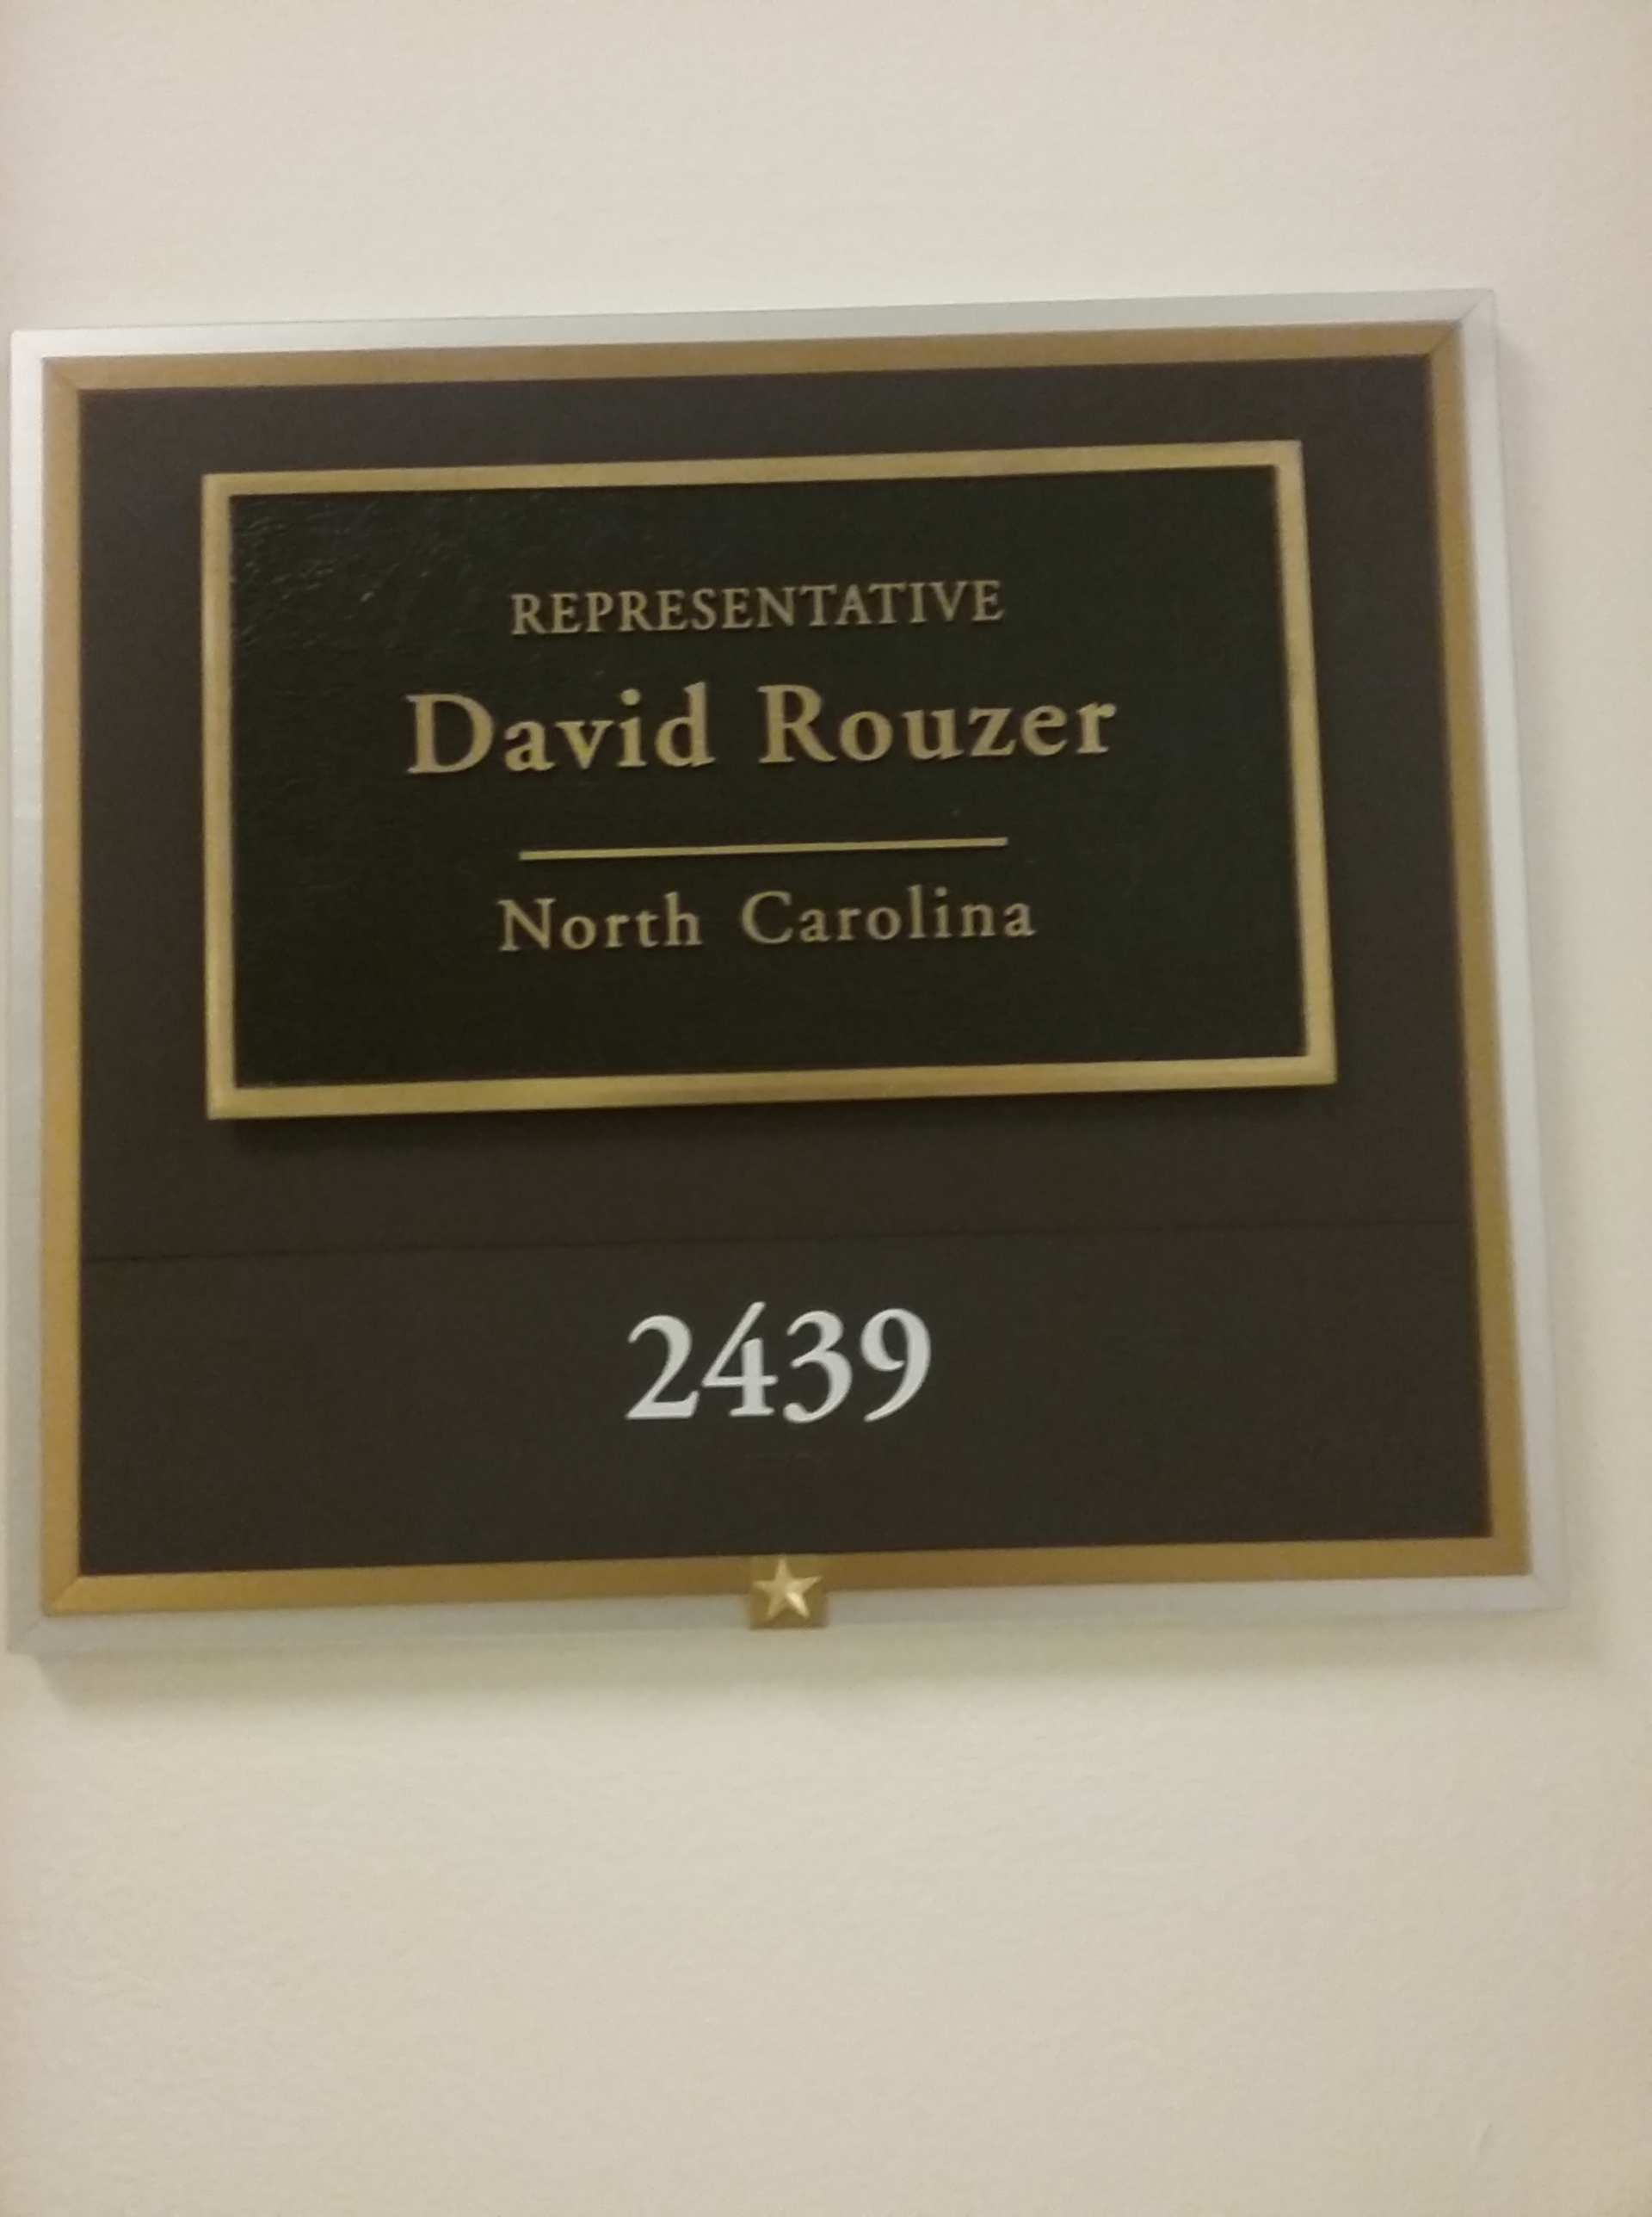 REPRESENTATIVE
David Rouzer
North Carolina
2439